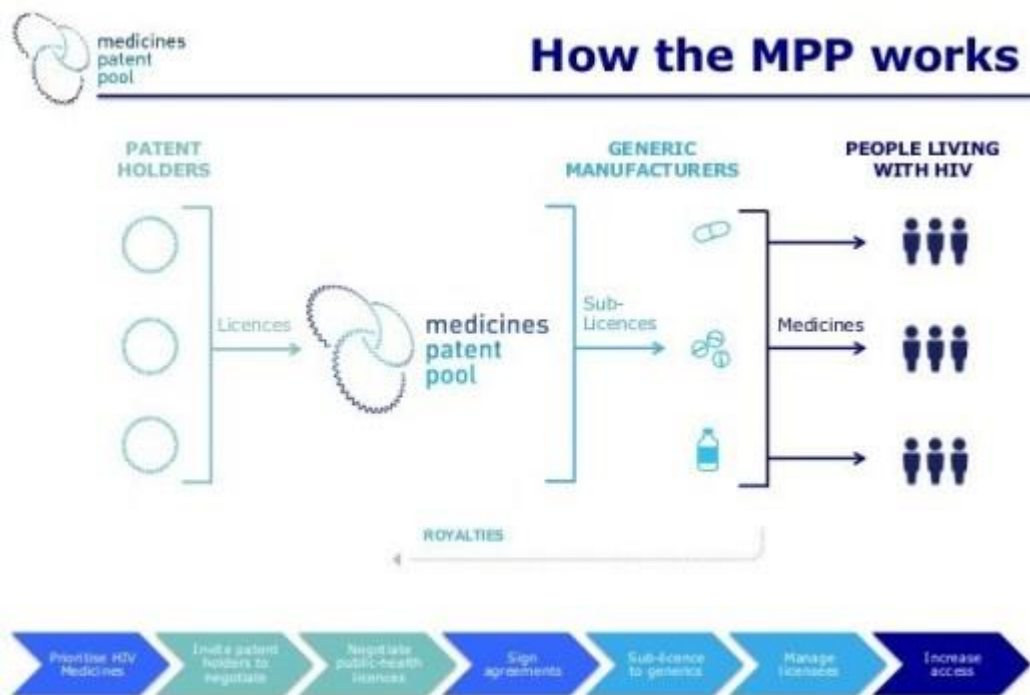 medicines
patent
pool
How the MPP works
PATENT
HOLDERS
GENERIC
MANUFACTURERS
PEOPLE LIVING
WITH HIV
Licences
medicines
patent
pool
Sub-
Licences
Medicines
ROYALTIES
Prioritise HIV
Medicines
Invite patent
holders to
negotiate
Negotiate
public-health
licences
Sign
agreements
Sub-licence
to generics
Manage
licensees
Increase
access